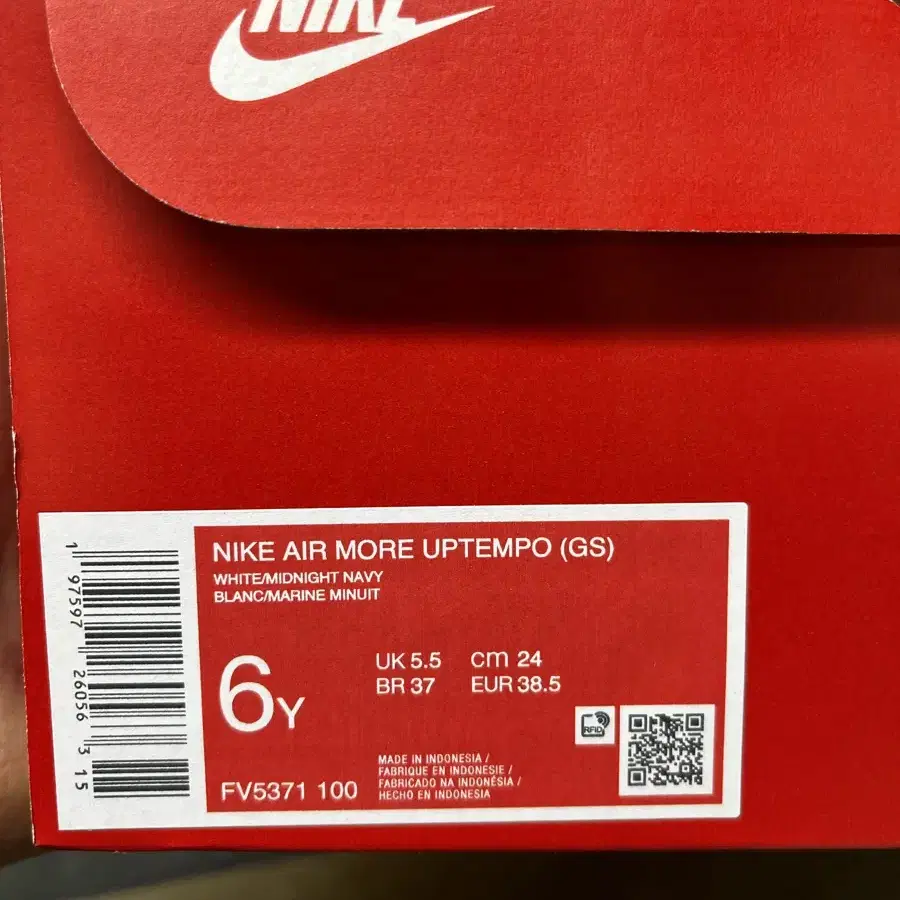 NIKE
NIKE AIR MORE UPTEMPO (GS)
WHITE/MIDNIGHT NAVY
BLANC/MARINE MINUIT
6Y
UK 5.5 cm 24
BR 37 EUR 38.5
RFID
FV5371 100
MADE IN INDONESIA /
FABRIQUE EN INDONESIE /
FABRICADO NA INDONÉSIA /
HECHO EN INDONESIA
1 97597 26056 3 15